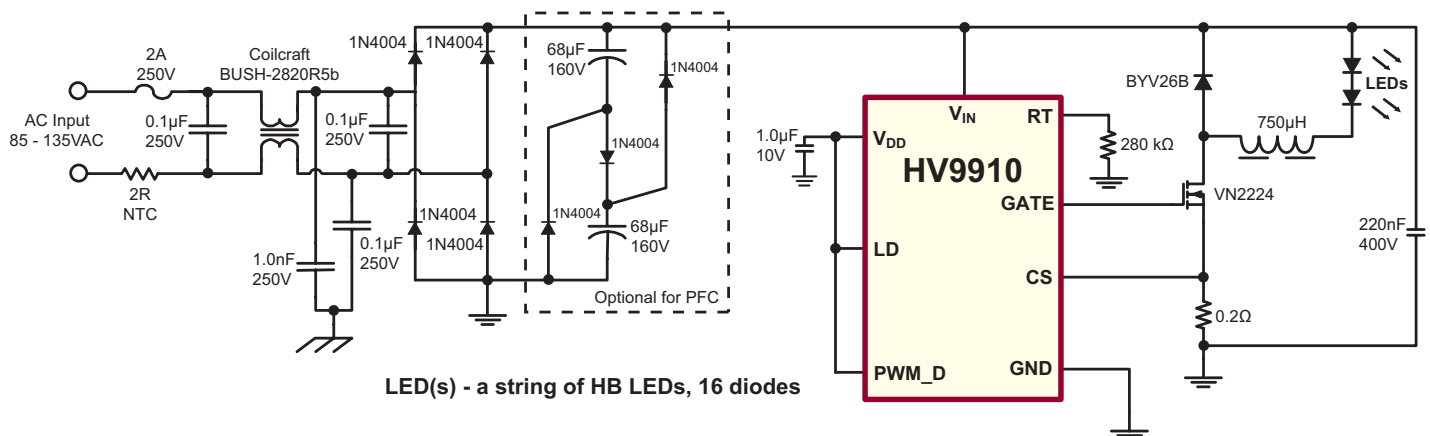 2A
250V
Coilcraft
BUSH-2820R5b
AC Input
85 - 135VAC
0.1µF
250V
0.1µF
250V
2R
NTC
1.0nF
250V
0.1µF
250V
1N4004
1N4004
1N4004
1N4004
68µF
160V
1N4004
1N4004
1N4004
68µF
160V
Optional for PFC
1.0µF
10V
VIN
RT
VDD
HV9910
GATE
LD
CS
PWM_D
GND
280 kΩ
BYV26B
LEDs
750µH
VN2224
220nF
400V
0.2Ω
LED(s) - a string of HB LEDs, 16 diodes